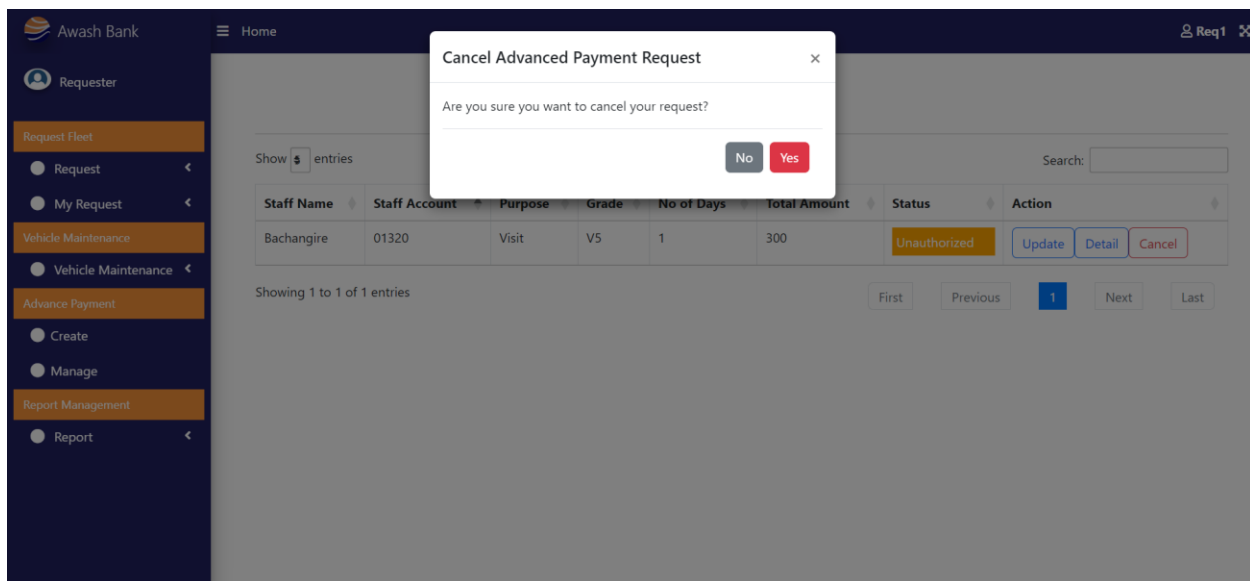 Awash Bank
Home
Req1
Requester
Request Fleet
Request
My Request
Vehicle Maintenance
Vehicle Maintenance
Advance Payment
Create
Manage
Report Management
Report
Cancel Advanced Payment Request ×
Are you sure you want to cancel your request?
No Yes
Show 5 entries
Search:
Staff Name Staff Account Purpose Grade No of Days Total Amount Status Action
Bachangire 01320 Visit V5 1 300 Unauthorized Update Detail Cancel
Showing 1 to 1 of 1 entries
First Previous 1 Next Last